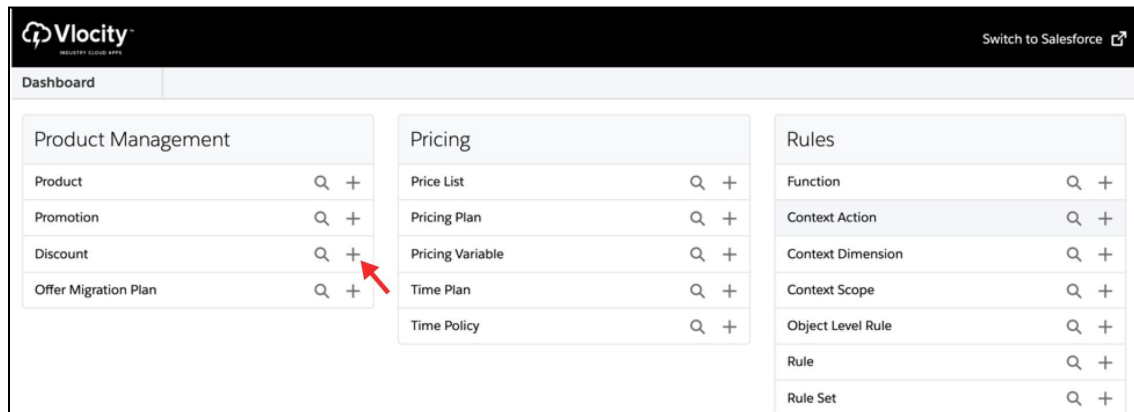 Vlocity
INDUSTRY CLOUD APPS
Switch to Salesforce
Dashboard
Product Management
Product
Promotion
Discount
Offer Migration Plan
Pricing
Price List
Pricing Plan
Pricing Variable
Time Plan
Time Policy
Rules
Function
Context Action
Context Dimension
Context Scope
Object Level Rule
Rule
Rule Set